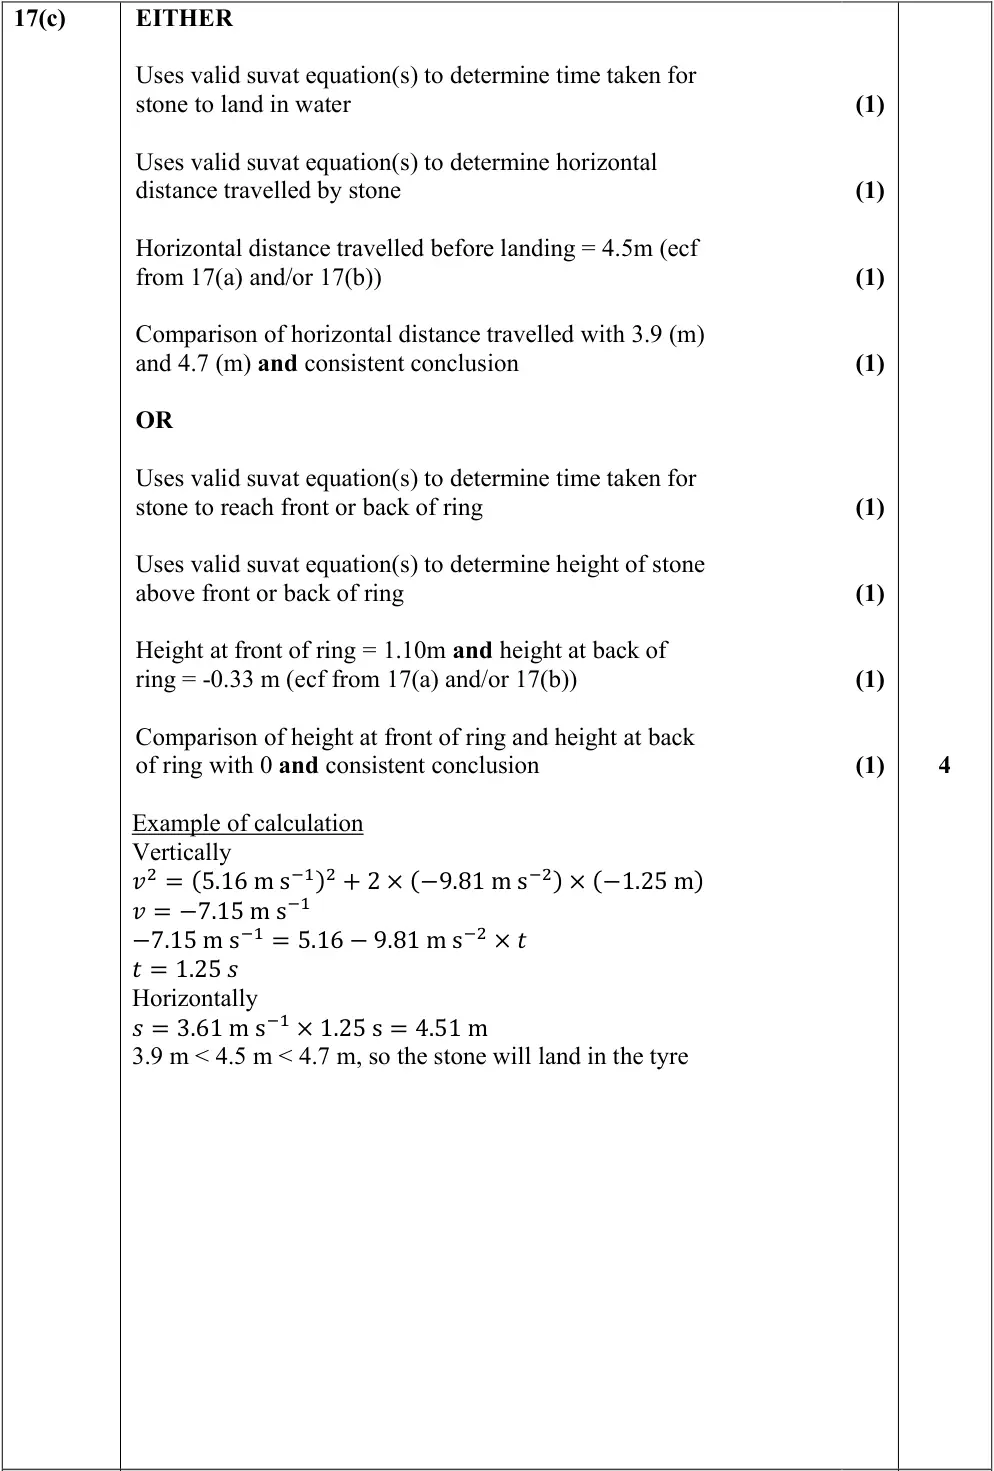 17(c)
EITHER
Uses valid suvat equation(s) to determine time taken for
stone to land in water (1)
Uses valid suvat equation(s) to determine horizontal
distance travelled by stone (1)
Horizontal distance travelled before landing = 4.5m (ecf
from 17(a) and/or 17(b)) (1)
Comparison of horizontal distance travelled with 3.9 (m)
and 4.7 (m) and consistent conclusion (1)
OR
Uses valid suvat equation(s) to determine time taken for
stone to reach front or back of ring (1)
Uses valid suvat equation(s) to determine height of stone
above front or back of ring (1)
Height at front of ring = 1.10m and height at back of
ring = -0.33 m (ecf from 17(a) and/or 17(b)) (1)
Comparison of height at front of ring and height at back
of ring with 0 and consistent conclusion (1) 4
Example of calculation
Vertically
𝑣² = (5.16 m s⁻¹)² + 2 × (−9.81 m s⁻²) × (−1.25 m)
𝑣 = −7.15 m s⁻¹
−7.15 m s⁻¹ = 5.16 − 9.81 m s⁻² × 𝑡
𝑡 = 1.25 𝑠
Horizontally
𝑠 = 3.61 m s⁻¹ × 1.25 s = 4.51 m
3.9 m < 4.5 m < 4.7 m, so the stone will land in the tyre